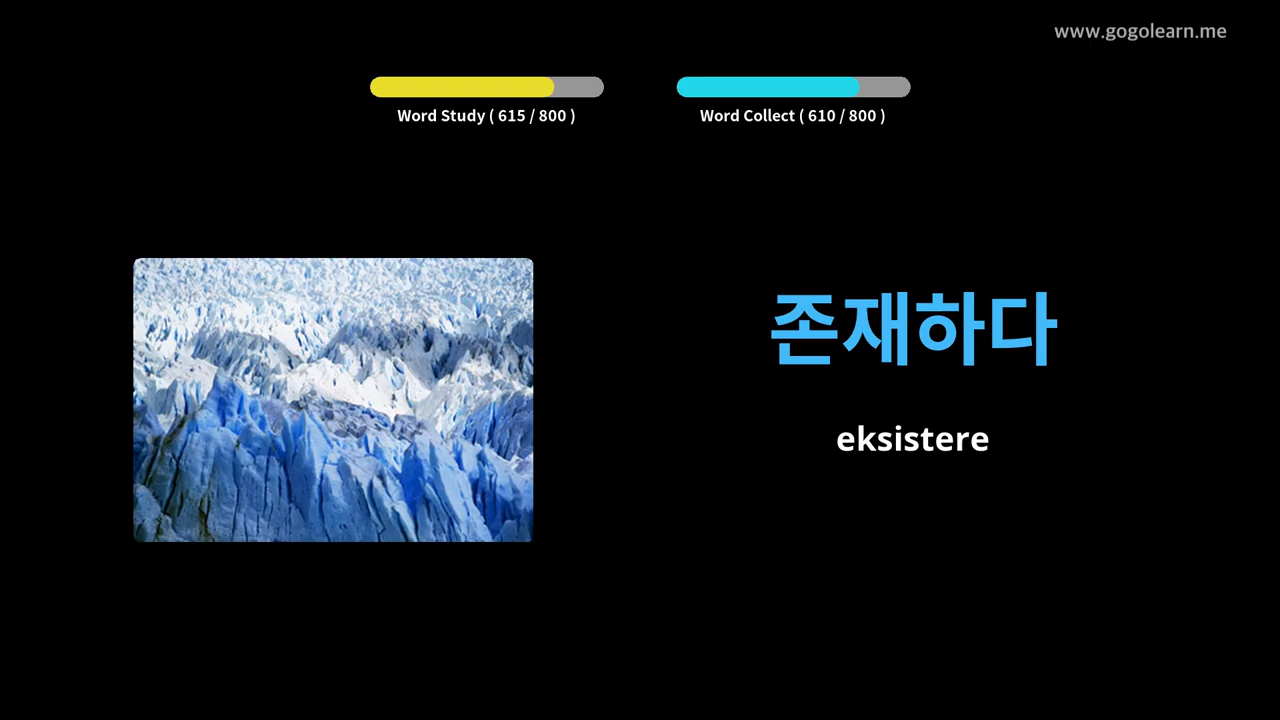 www.gogolearn.me
Word Study ( 615 / 800 )
Word Collect ( 610 / 800 )
존재하다
eksistere